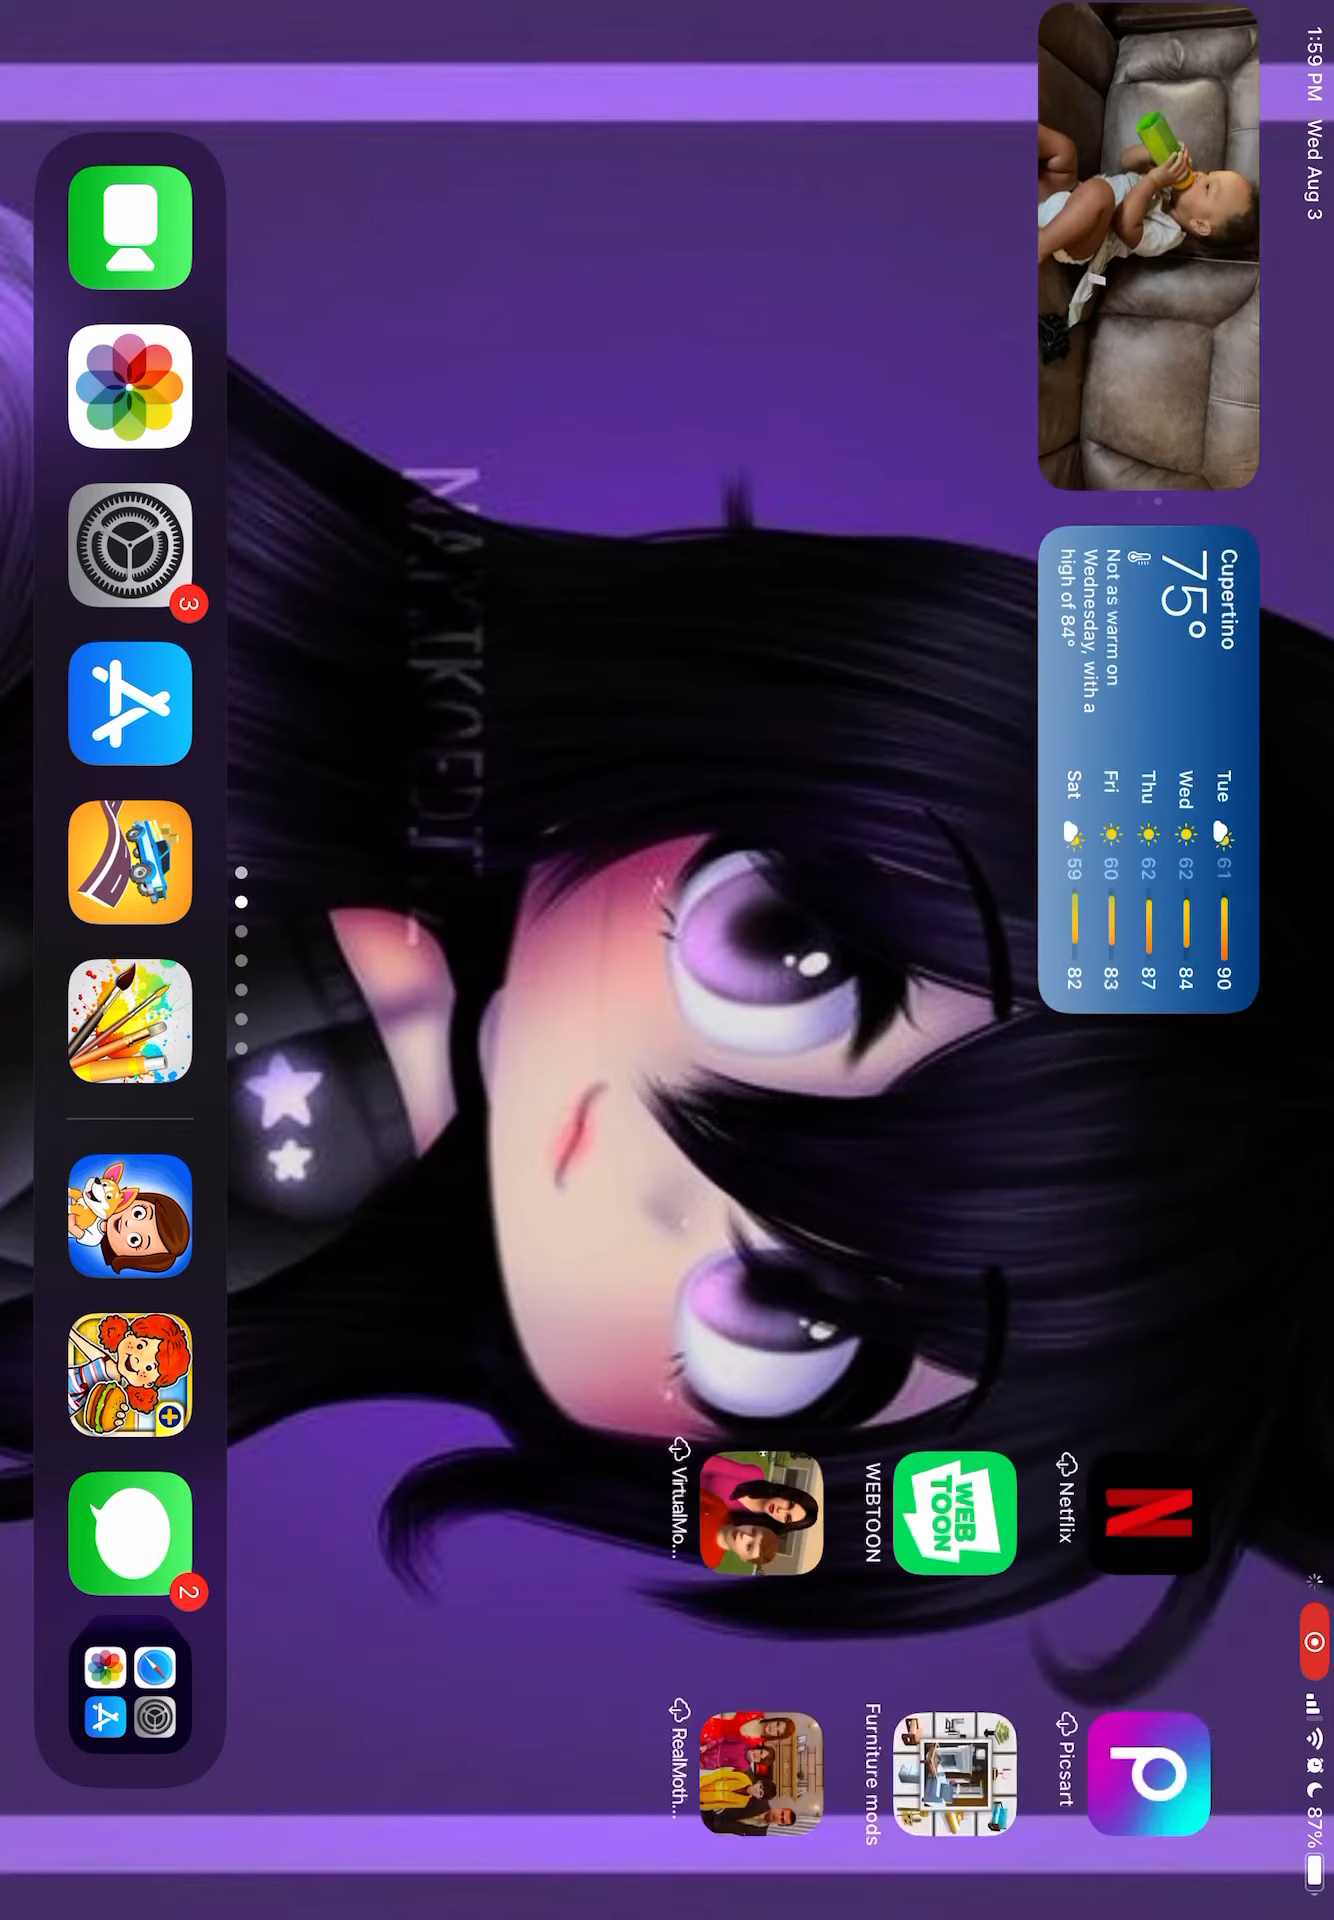 1:59 PM Wed Aug 3
87%
Cupertino
75°
Not as warm on
Wednesday, with a
high of 84°
Tue 61 90
Wed 62 84
Thu 62 87
Fri 60 83
Sat 59 82
Netflix
Picsart
WEB
TOON
WEBTOON
Furniture mods
VirtualMo...
RealMoth...
3
2